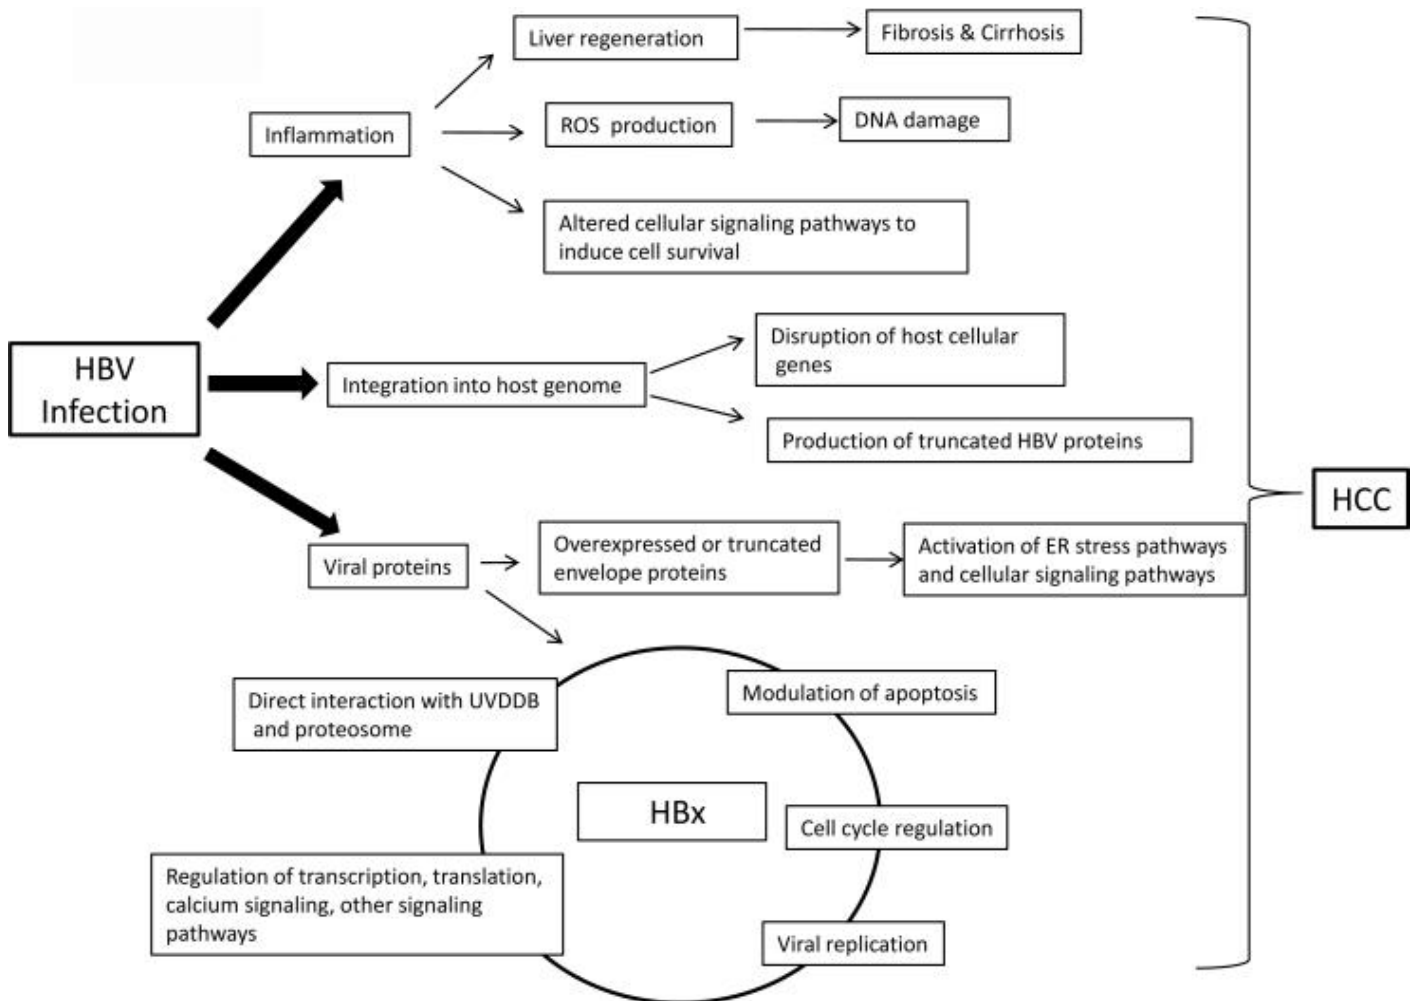 Liver regeneration
Fibrosis & Cirrhosis
Inflammation
ROS production
DNA damage
Altered cellular signaling pathways to
induce cell survival
HBV
Infection
Integration into host genome
Disruption of host cellular
genes
Production of truncated HBV proteins
HCC
Viral proteins
Overexpressed or truncated
envelope proteins
Activation of ER stress pathways
and cellular signaling pathways
Direct interaction with UVDDB
and proteosome
Modulation of apoptosis
HBx
Cell cycle regulation
Regulation of transcription, translation,
calcium signaling, other signaling
pathways
Viral replication